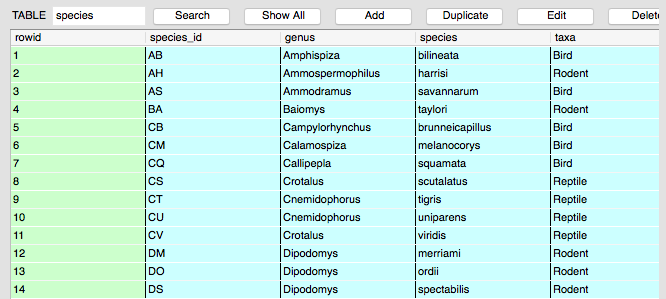 TABLE species Search Show All Add Duplicate Edit Delete
rowid species_id genus species taxa
1 AB Amphispiza bilineata Bird
2 AH Ammospermophilus harrisi Rodent
3 AS Ammodramus savannarum Bird
4 BA Baiomys taylori Rodent
5 CB Campylorhynchus brunneicapillus Bird
6 CM Calamospiza melanocorys Bird
7 CQ Callipepla squamata Bird
8 CS Crotalus scutalatus Reptile
9 CT Cnemidophorus tigris Reptile
10 CU Cnemidophorus uniparens Reptile
11 CV Crotalus viridis Reptile
12 DM Dipodomys merriami Rodent
13 DO Dipodomys ordii Rodent
14 DS Dipodomys spectabilis Rodent